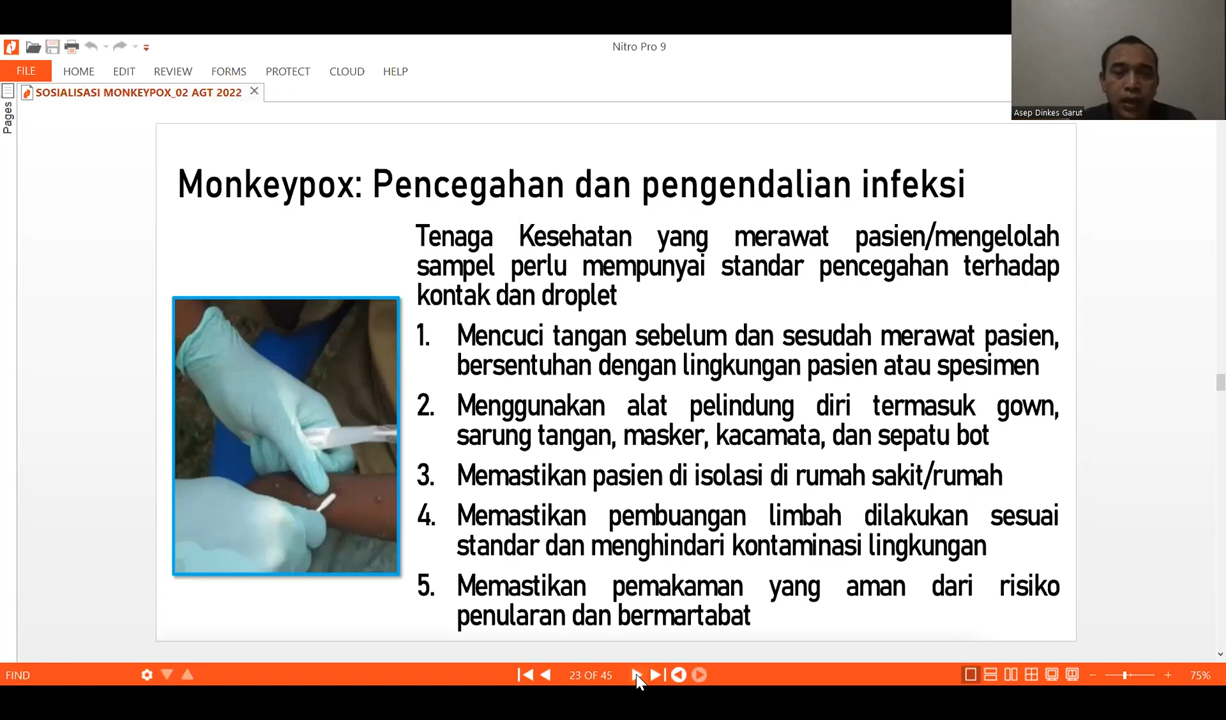 Nitro Pro 9
FILE HOME EDIT REVIEW FORMS PROTECT CLOUD HELP
SOSIALISASI MONKEYPOX_02 AGT 2022
Asep Dinkes Garut
Pages
Monkeypox: Pencegahan dan pengendalian infeksi
Tenaga Kesehatan yang merawat pasien/mengelolah
sampel perlu mempunyai standar pencegahan terhadap
kontak dan droplet
1. Mencuci tangan sebelum dan sesudah merawat pasien,
bersentuhan dengan lingkungan pasien atau spesimen
2. Menggunakan alat pelindung diri termasuk gown,
sarung tangan, masker, kacamata, dan sepatu bot
3. Memastikan pasien di isolasi di rumah sakit/rumah
4. Memastikan pembuangan limbah dilakukan sesuai
standar dan menghindari kontaminasi lingkungan
5. Memastikan pemakaman yang aman dari risiko
penularan dan bermartabat
FIND 23 OF 45 75%